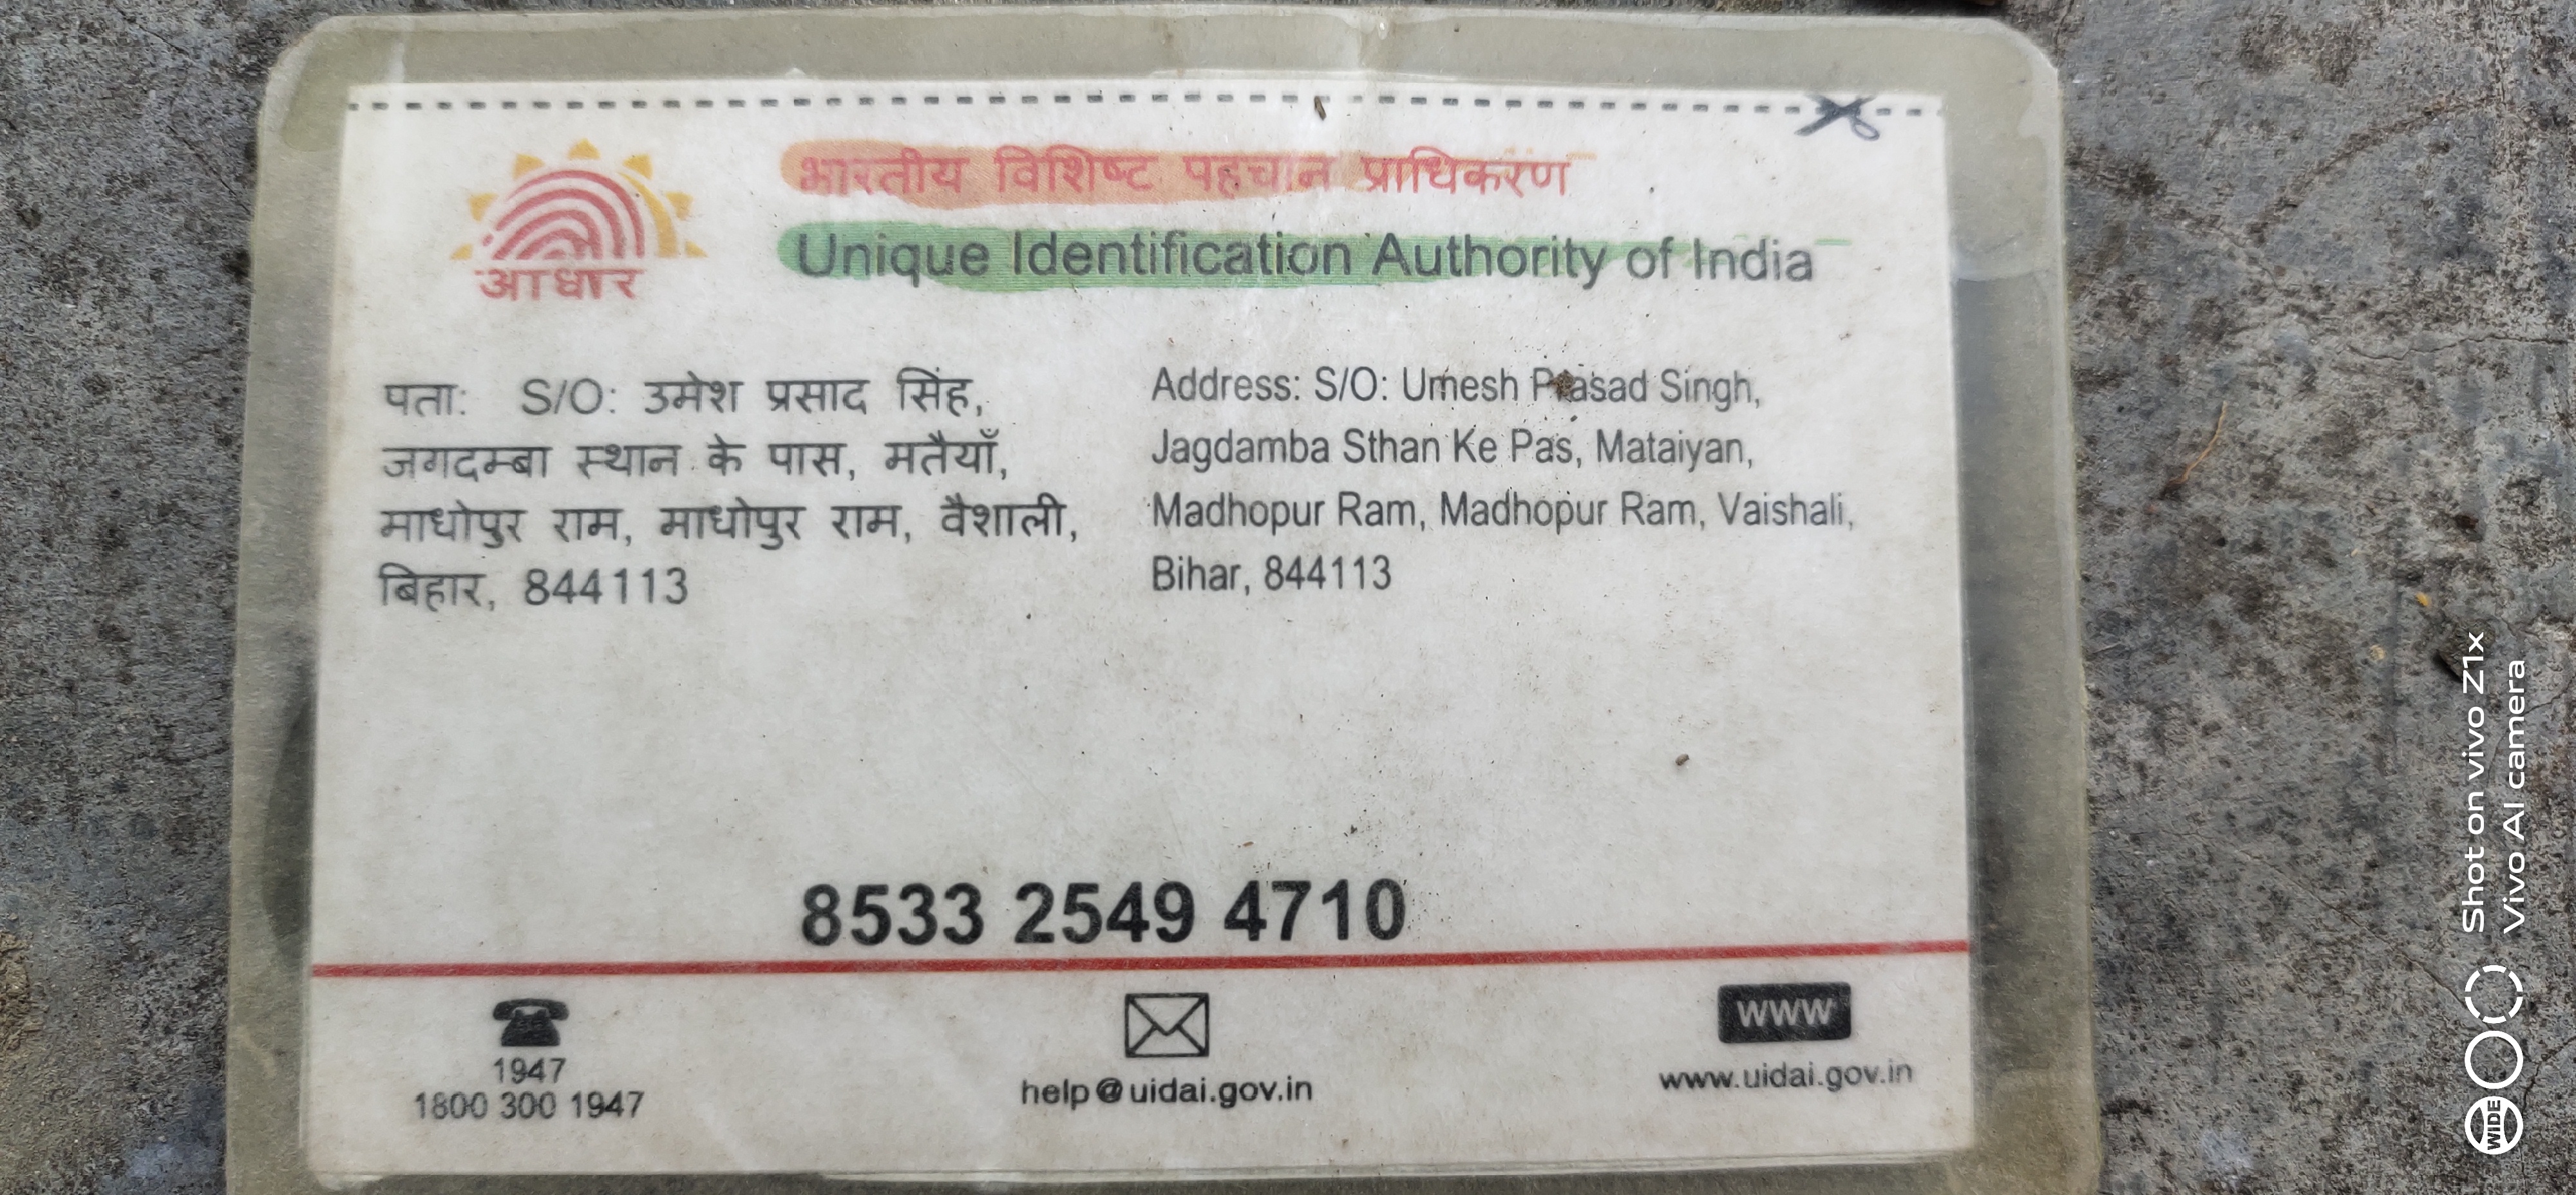 भारतीय विशिष्ट पहचान प्राधिकरण
Unique Identification Authority of India
आधार
पता: S/O: उमेश प्रसाद सिंह,
जगदम्बा स्थान के पास, मतैयाँ,
माधोपुर राम, माधोपुर राम, वैशाली,
बिहार, 844113
Address: S/O: Umesh Prasad Singh,
Jagdamba Sthan Ke Pas, Mataiyan,
Madhopur Ram, Madhopur Ram, Vaishali,
Bihar, 844113
8533 2549 4710
1947
1800 300 1947
help@uidai.gov.in
www
www.uidai.gov.in
Shot on vivo Z1x
Vivo AI camera
WIDE